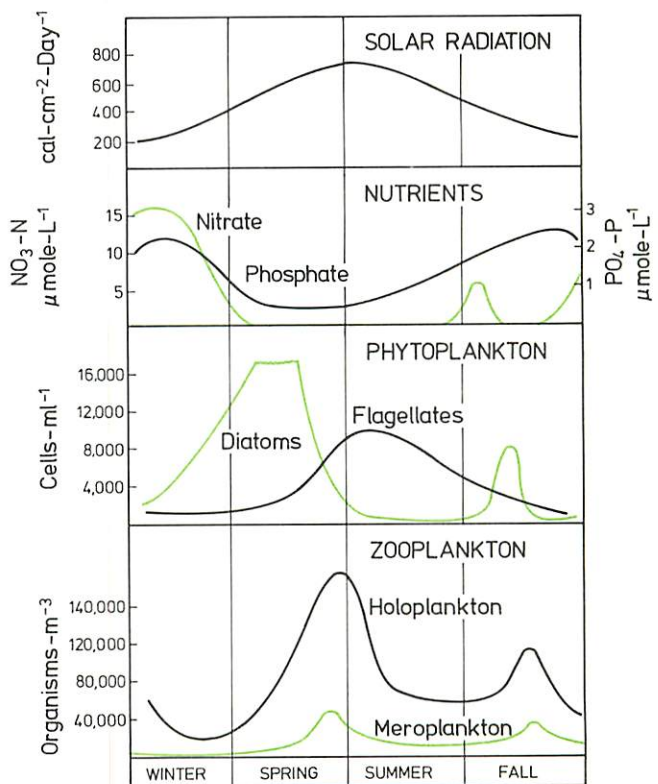 SOLAR RADIATION
cal-cm⁻²-Day⁻¹
800
600
400
200
NUTRIENTS
NO₃-N
μmole-L⁻¹
15
10
5
Nitrate
Phosphate
3
2
1
PO₄-P
μmole-L⁻¹
PHYTOPLANKTON
Cells-ml⁻¹
16,000
12,000
8,000
4,000
Flagellates
Diatoms
ZOOPLANKTON
Organisms-m⁻³
140,000
120,000
80,000
40,000
Holoplankton
Meroplankton
WINTER SPRING SUMMER FALL